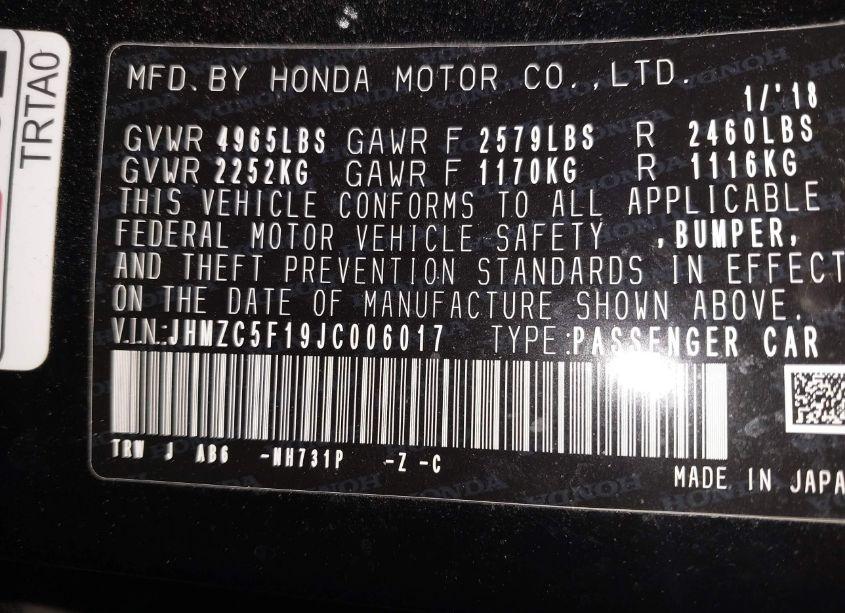 TRTA0
MFD.BY HONDA MOTOR CO.,LTD.
1/'18
GVWR 4965LBS GAWR F 2579LBS R 2460LBS
GVWR 2252KG GAWR F 1170KG R 1116KG
THIS VEHICLE CONFORMS TO ALL APPLICABLE
FEDERAL MOTOR VEHICLE SAFETY ,BUMPER,
AND THEFT PREVENTION STANDARDS IN EFFECT
ON THE DATE OF MANUFACTURE SHOWN ABOVE.
V.I.N.:JHMZC5F19JC006017 TYPE:PASSENGER CAR
TRW J AB6 -NH731P -Z -C
MADE IN JAPA